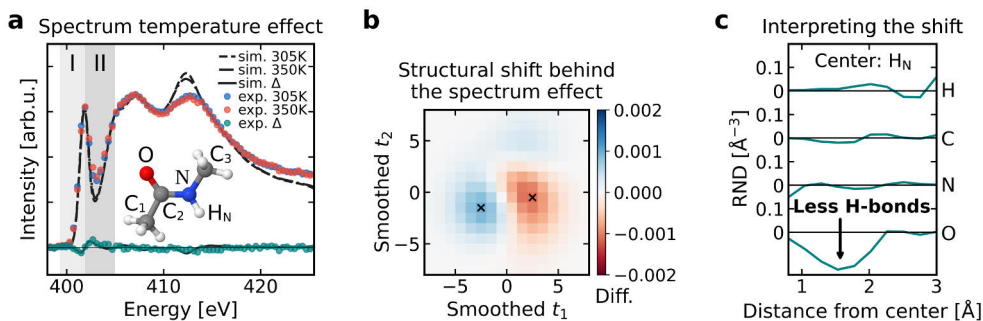 a Spectrum temperature effect
I II
sim. 305K
sim. 350K
sim. Δ
exp. 305K
exp. 350K
exp. Δ
O
C3
N
C1
C2
HN
Intensity [arb.u.]
400 410 420
Energy [eV]
b
Structural shift behind
the spectrum effect
5
0
−5
Smoothed t2
−5 0 5
Smoothed t1
0.002
0.001
0.000
−0.001
−0.002
Diff.
c Interpreting the shift
Center: HN
0.1
0 H
0.1
0 C
0.1
0 N
0.1 Less H-bonds
0 O
RND [Å−3]
1 2 3
Distance from center [Å]